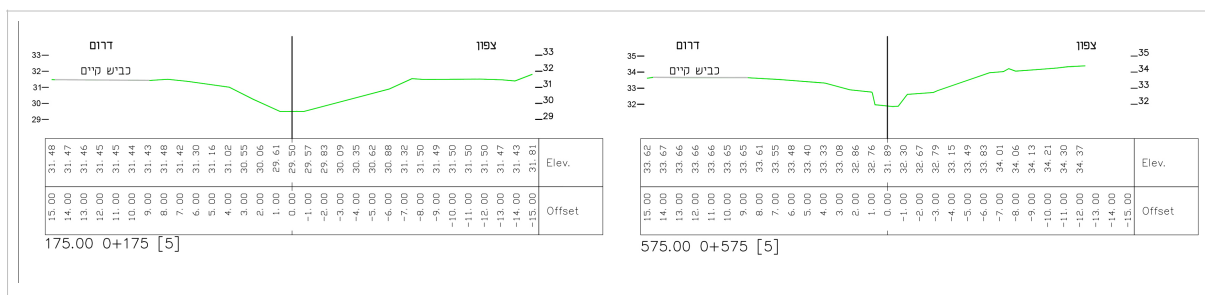 דרום
צפון
33
32
31
30
29
33
32
31
30
29
כביש קיים
31.48 31.47 31.46 31.45 31.45 31.44 31.43 31.48 31.42 31.30 31.16 31.02 30.55 30.06 29.61 29.50 29.57 29.83 30.09 30.35 30.62 30.88 31.32 31.50 31.49 31.50 31.50 31.50 31.47 31.43 31.81 Elev.
15.00 14.00 13.00 12.00 11.00 10.00 9.00 8.00 7.00 6.00 5.00 4.00 3.00 2.00 1.00 0.00 -1.00 -2.00 -3.00 -4.00 -5.00 -6.00 -7.00 -8.00 -9.00 -10.00 -11.00 -12.00 -13.00 -14.00 -15.00 Offset
175.00 0+175 [5]
דרום
צפון
35
34
33
32
35
34
33
32
כביש קיים
33.62 33.67 33.66 33.66 33.66 33.65 33.65 33.61 33.55 33.48 33.40 33.33 33.08 32.86 32.76 31.89 32.30 32.67 32.79 33.15 33.49 33.83 34.01 34.06 34.13 34.21 34.30 34.37 Elev.
15.00 14.00 13.00 12.00 11.00 10.00 9.00 8.00 7.00 6.00 5.00 4.00 3.00 2.00 1.00 0.00 -1.00 -2.00 -3.00 -4.00 -5.00 -6.00 -7.00 -8.00 -9.00 -10.00 -11.00 -12.00 -13.00 -14.00 -15.00 Offset
575.00 0+575 [5]